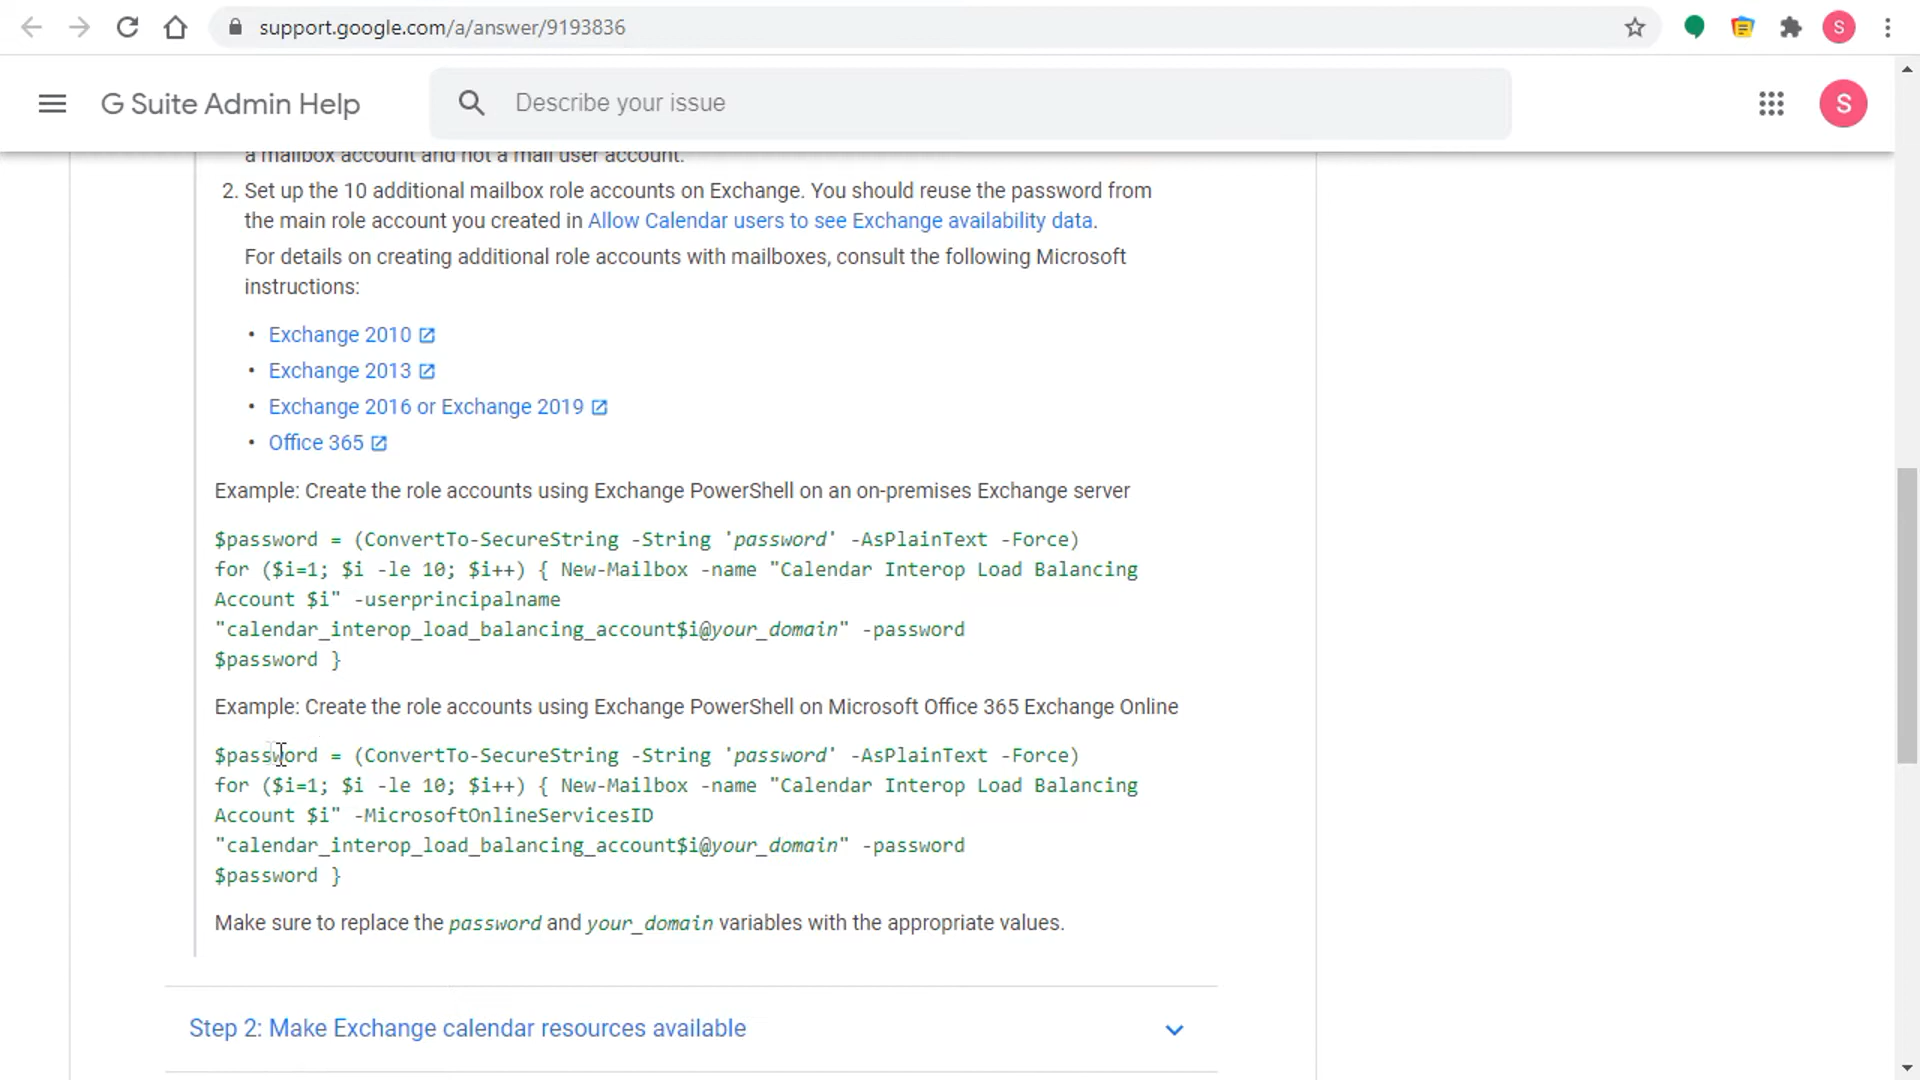 support.google.com/a/answer/9193836
S
G Suite Admin Help
Describe your issue
S
a mailbox account and not a mail user account.
2. Set up the 10 additional mailbox role accounts on Exchange. You should reuse the password from
the main role account you created in Allow Calendar users to see Exchange availability data.
For details on creating additional role accounts with mailboxes, consult the following Microsoft
instructions:
• Exchange 2010
• Exchange 2013
• Exchange 2016 or Exchange 2019
• Office 365
Example: Create the role accounts using Exchange PowerShell on an on-premises Exchange server
$password = (ConvertTo-SecureString -String 'password' -AsPlainText -Force)
for ($i=1; $i -le 10; $i++) { New-Mailbox -name "Calendar Interop Load Balancing
Account $i" -userprincipalname
"calendar_interop_load_balancing_account$i@your_domain" -password
$password }
Example: Create the role accounts using Exchange PowerShell on Microsoft Office 365 Exchange Online
$password = (ConvertTo-SecureString -String 'password' -AsPlainText -Force)
for ($i=1; $i -le 10; $i++) { New-Mailbox -name "Calendar Interop Load Balancing
Account $i" -MicrosoftOnlineServicesID
"calendar_interop_load_balancing_account$i@your_domain" -password
$password }
Make sure to replace the password and your_domain variables with the appropriate values.
Step 2: Make Exchange calendar resources available